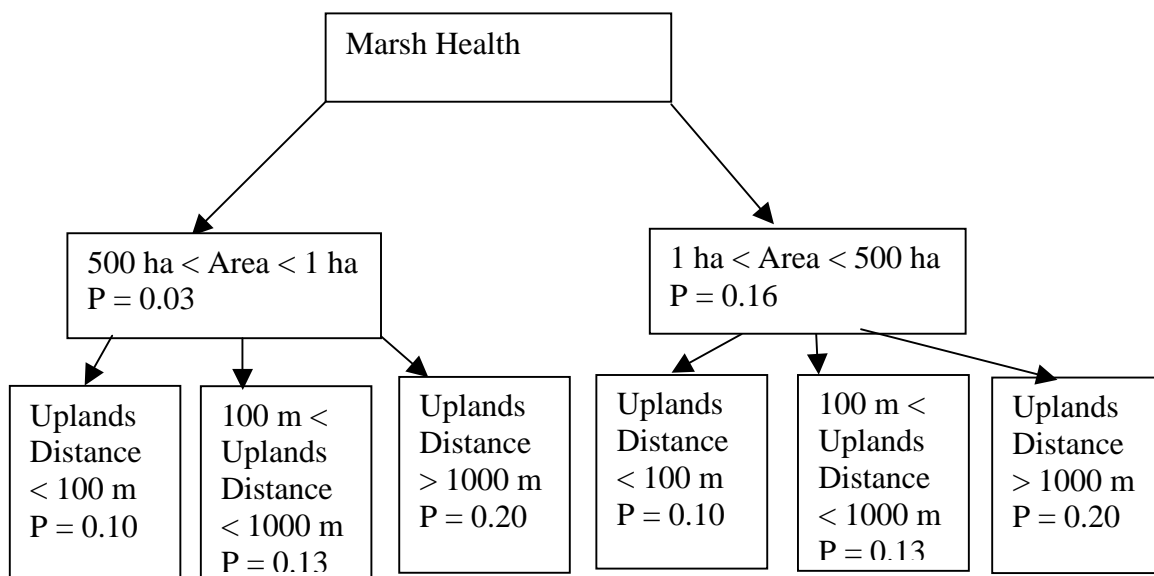 Marsh Health
500 ha < Area < 1 ha
P = 0.03
1 ha < Area < 500 ha
P = 0.16
Uplands
Distance
< 100 m
P = 0.10
100 m <
Uplands
Distance
< 1000 m
P = 0.13
Uplands
Distance
> 1000 m
P = 0.20
Uplands
Distance
< 100 m
P = 0.10
100 m <
Uplands
Distance
< 1000 m
P = 0.13
Uplands
Distance
> 1000 m
P = 0.20